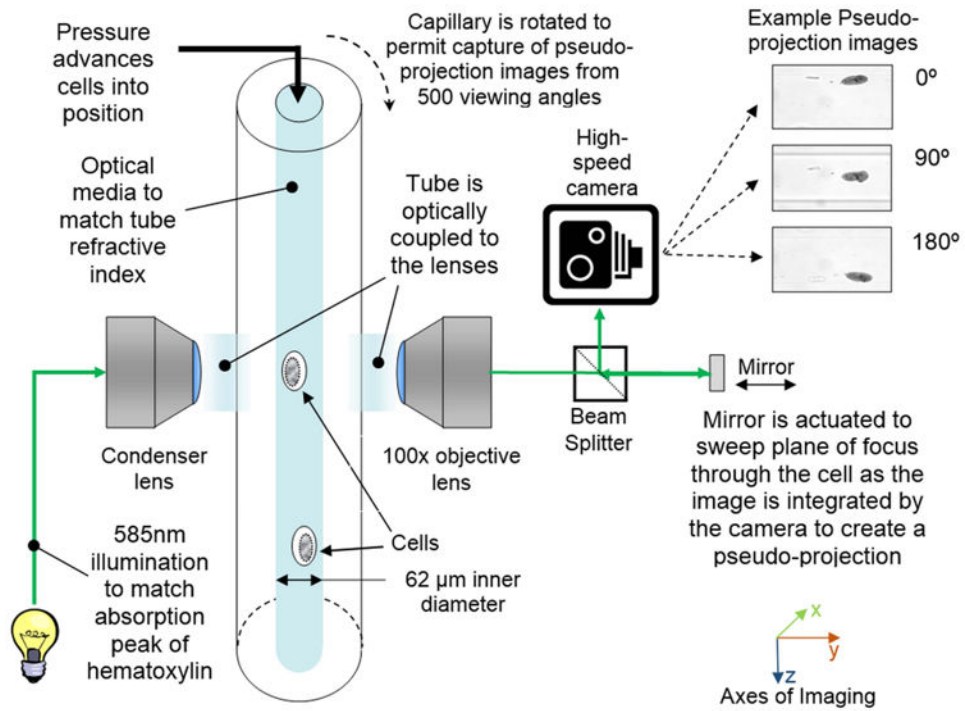 Pressure
advances
cells into
position
Capillary is rotated to
permit capture of pseudo-
projection images from
500 viewing angles
Example Pseudo-
projection images
0º
90º
180º
Optical
media to
match tube
refractive
index
Tube is
optically
coupled to
the lenses
High-
speed
camera
Condenser
lens
100x objective
lens
Beam
Splitter
Mirror
Mirror is actuated to
sweep plane of focus
through the cell as the
image is integrated by
the camera to create a
pseudo-projection
585nm
illumination
to match
absorption
peak of
hematoxylin
Cells
62 µm inner
diameter
x
y
z
Axes of Imaging